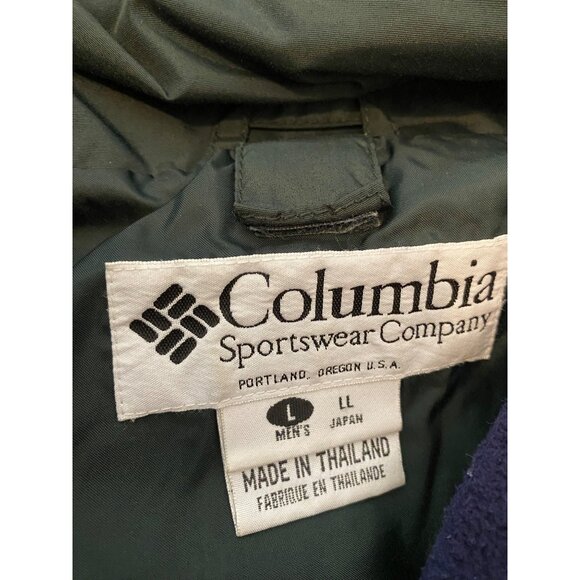 Columbia
Sportswear Company
PORTLAND, OREGON U.S.A.
L LL
MEN'S JAPAN
MADE IN THAILAND
FABRIQUE EN THAILANDE